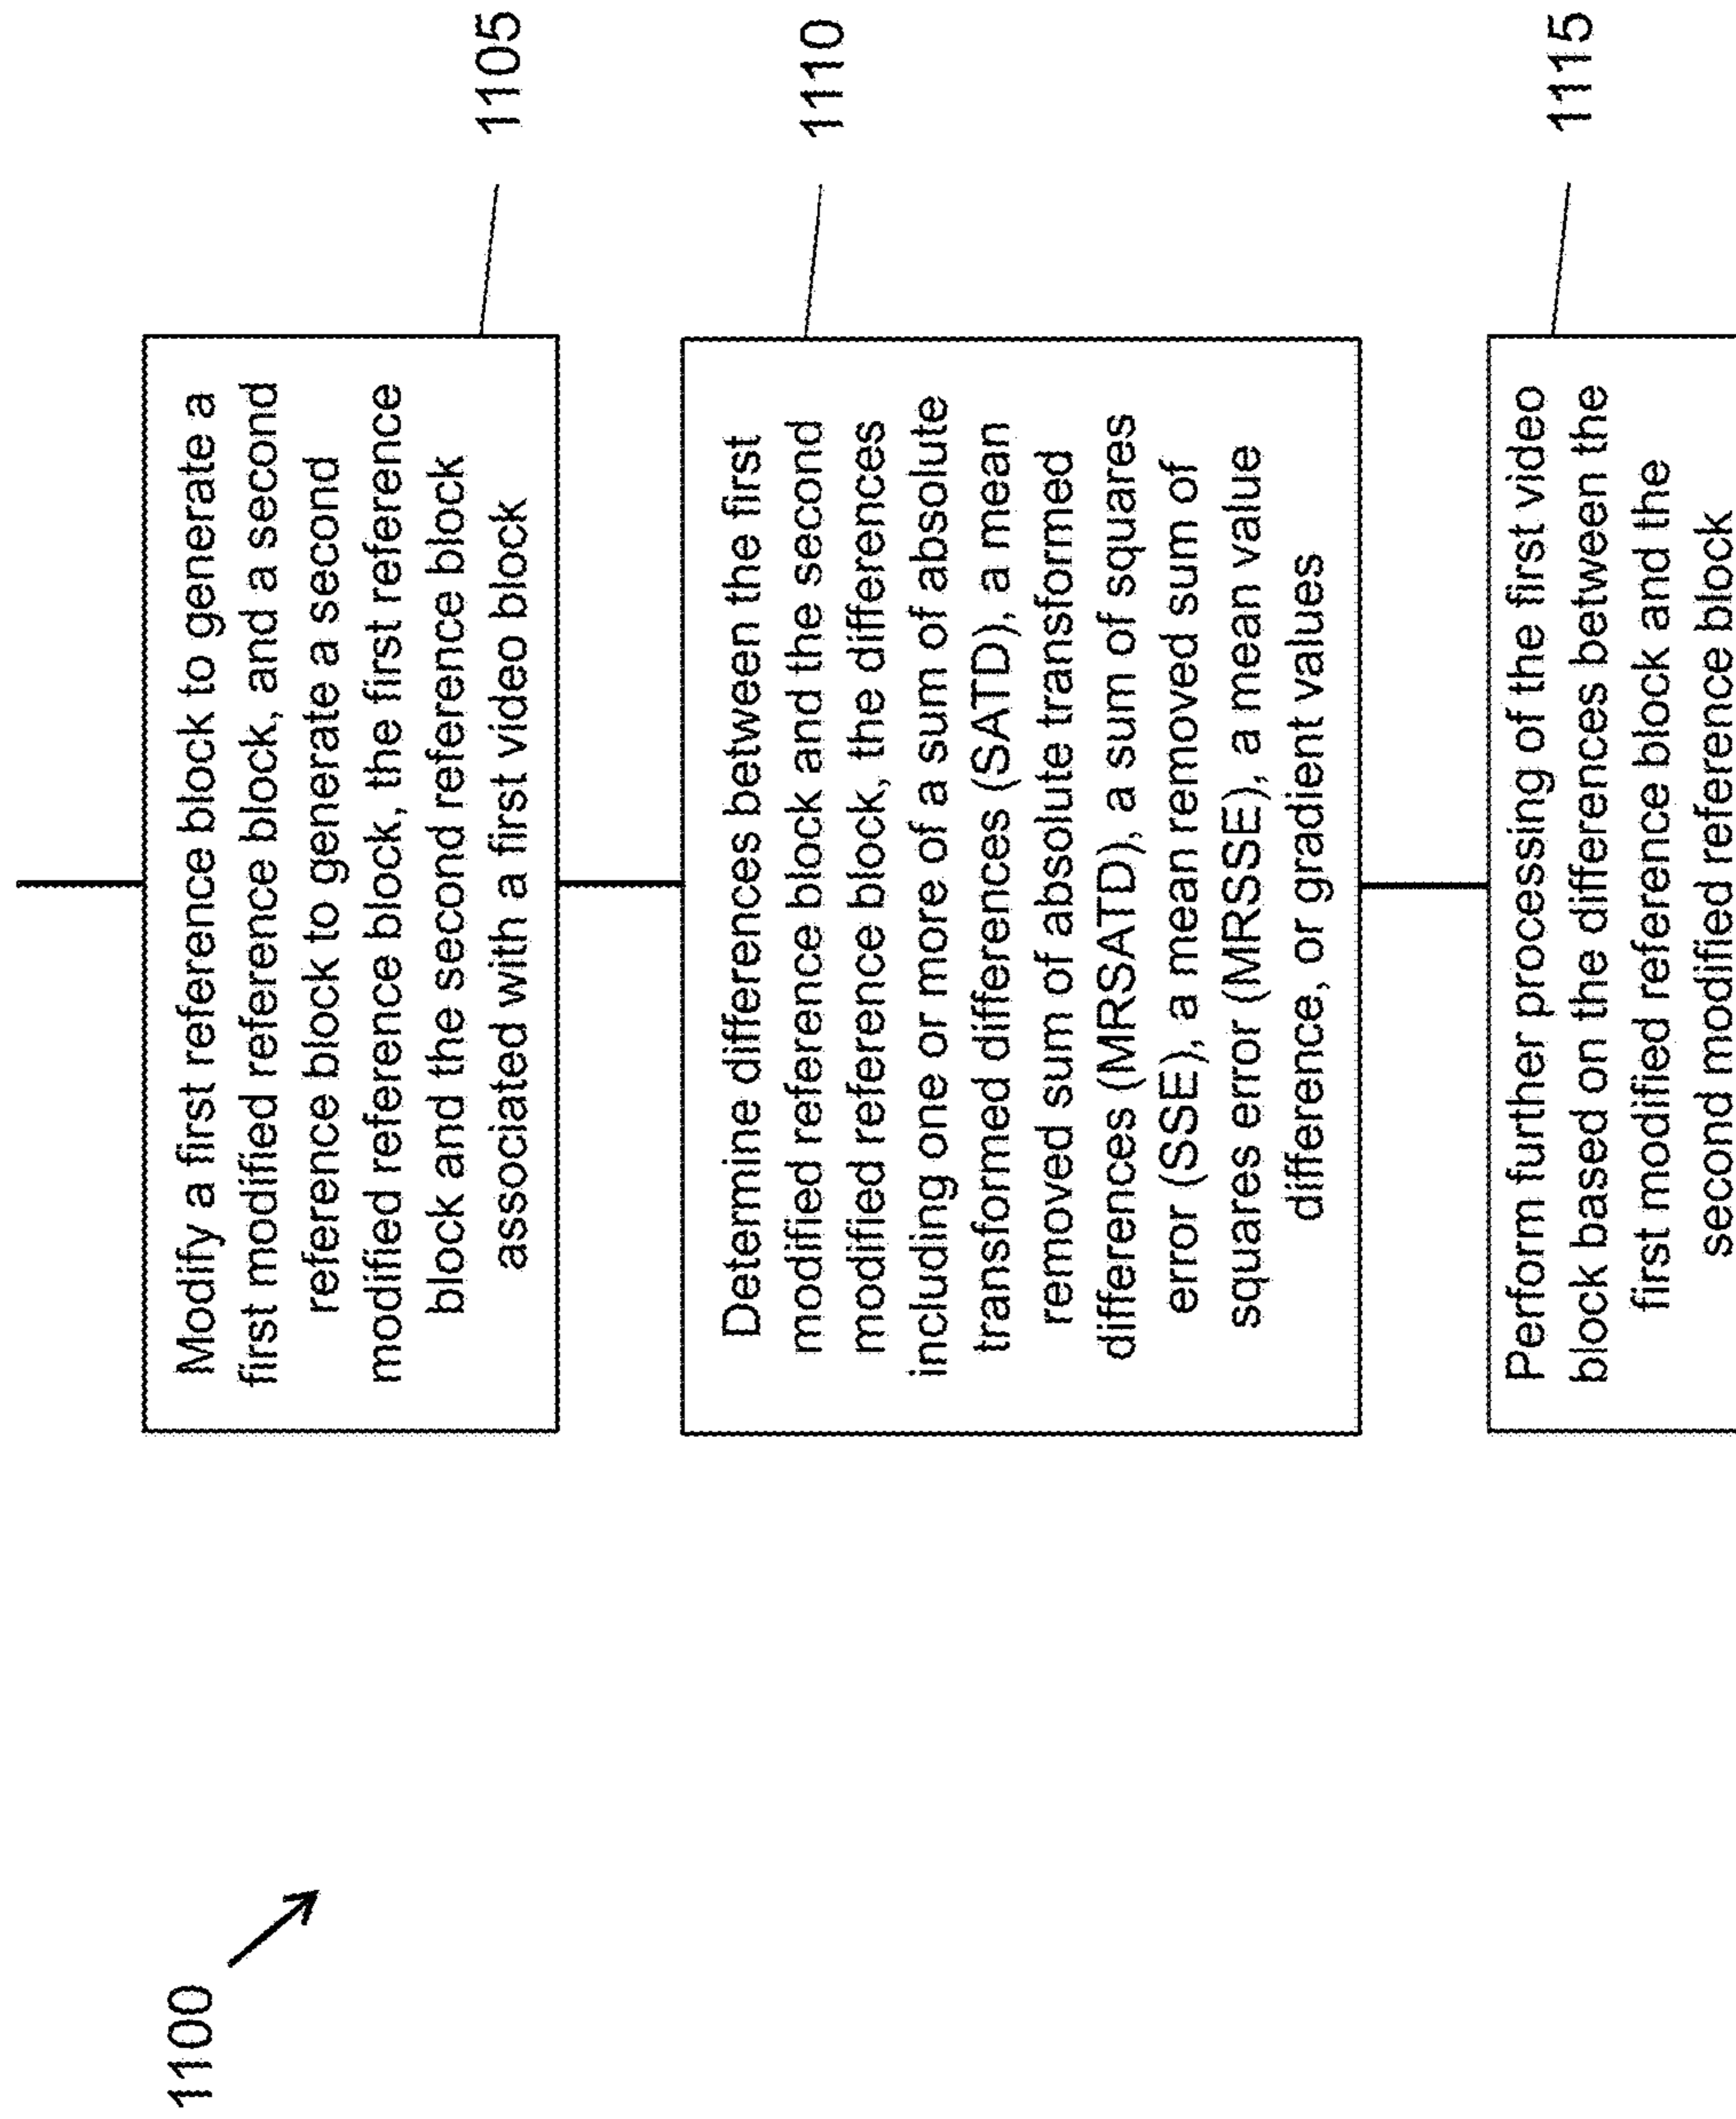 1100
Modify a first reference block to generate a
first modified reference block, and a second
reference block to generate a second
modified reference block, the first reference
block and the second reference block
associated with a first video block
1105
Determine differences between the first
modified reference block and the second
modified reference block, the differences
including one or more of a sum of absolute
transformed differences (SATD), a mean
removed sum of absolute transformed
differences (MRSATD), a sum of squares
error (SSE), a mean removed sum of
squares error (MRSSE), a mean value
difference, or gradient values
1110
Perform further processing of the first video
block based on the differences between the
first modified reference block and the
second modified reference block
1115